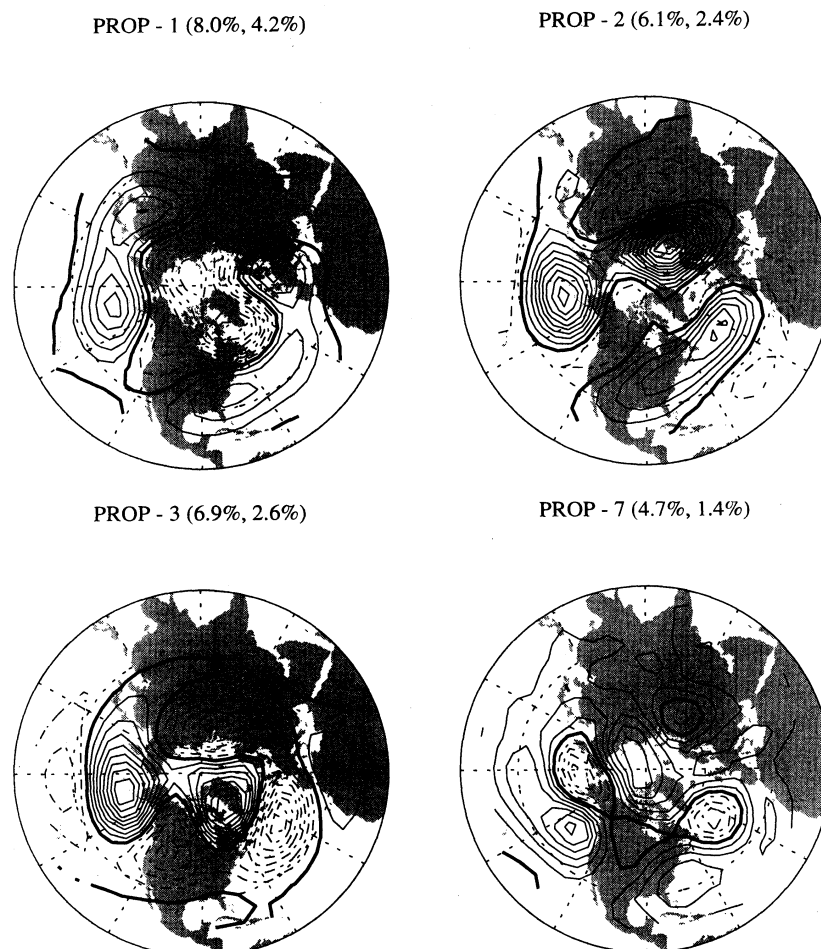 PROP - 1 (8.0%, 4.2%)
PROP - 2 (6.1%, 2.4%)
PROP - 3 (6.9%, 2.6%)
PROP - 7 (4.7%, 1.4%)